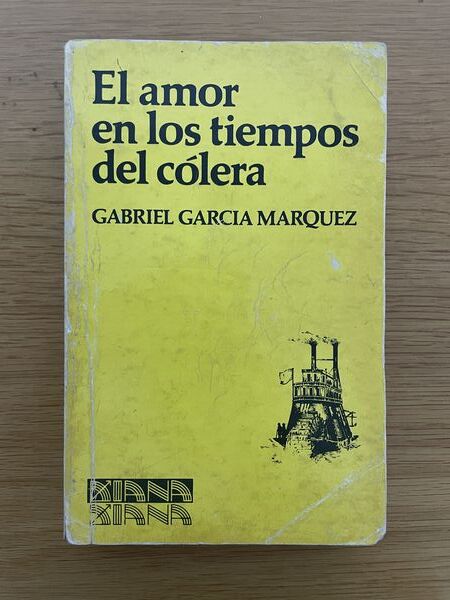 El amor
en los tiempos
del cólera
GABRIEL GARCIA MARQUEZ
DIANA
DIANA